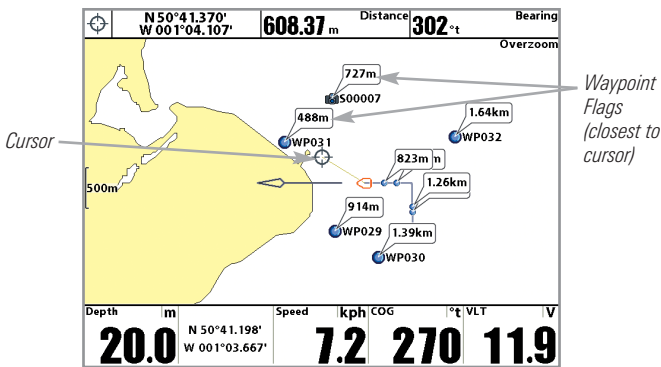 N 50°41.370'
W 001°04.107'
Distance
608.37 m
Bearing
302 °t
Overzoom
727m
S00007
488m
WP031
1.64km
WP032
Waypoint
Flags
(closest to
cursor)
Cursor
823m
m
1.26km
500m
914m
WP029
1.39km
WP030
Depth m
20.0
N 50°41.198'
W 001°03.667'
Speed kph
7.2
COG °t
270
VLT V
11.9